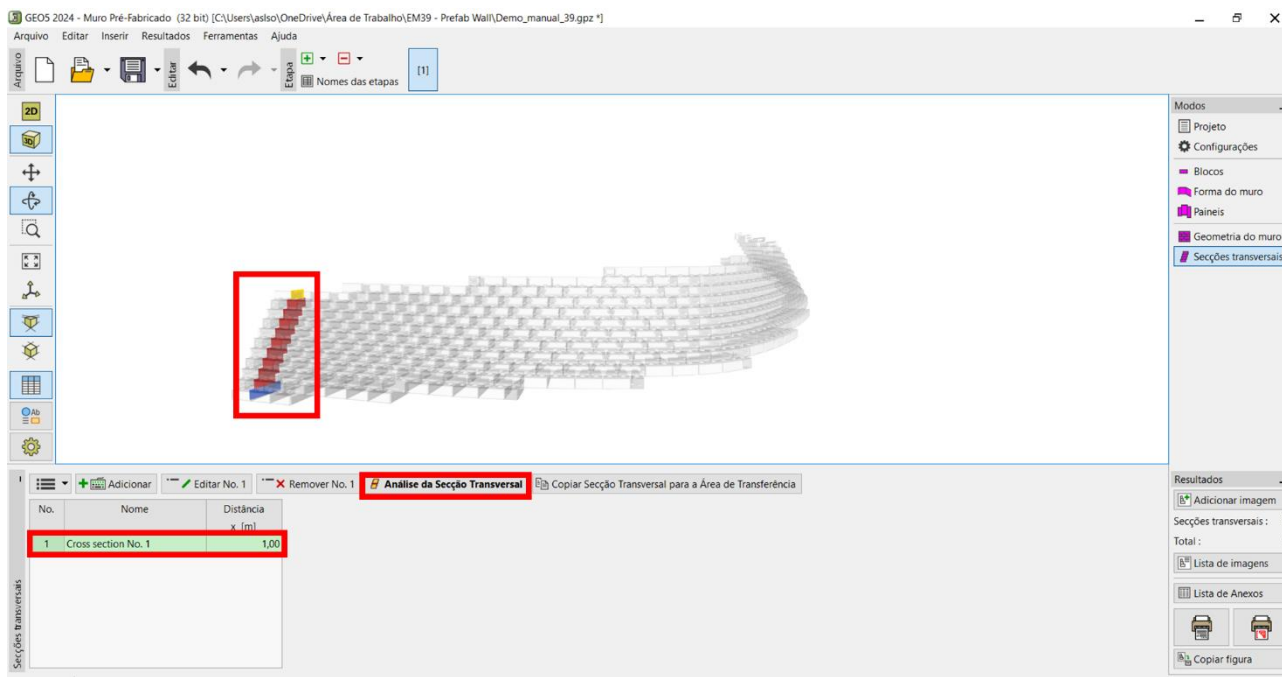 GEO5 2024 - Muro Pré-Fabricado (32 bit) [C:\Users\aslso\OneDrive\Área de Trabalho\EM39 - Prefab Wall\Demo_manual_39.gpz *]
Arquivo Editar Inserir Resultados Ferramentas Ajuda
Arquivo
Editar
Etapa
Nomes das etapas
[1]
2D
3D
Ab
Modos
Projeto
Configurações
Blocos
Forma do muro
Paineis
Geometria do muro
Secções transversais
Adicionar
Editar No. 1
Remover No. 1
Análise da Secção Transversal
Copiar Secção Transversal para a Área de Transferência
No. Nome Distância
x [m]
1 Cross section No. 1 1,00
Secções transversais
Resultados
Adicionar imagem
Secções transversais :
Total :
Lista de imagens
Lista de Anexos
Copiar figura